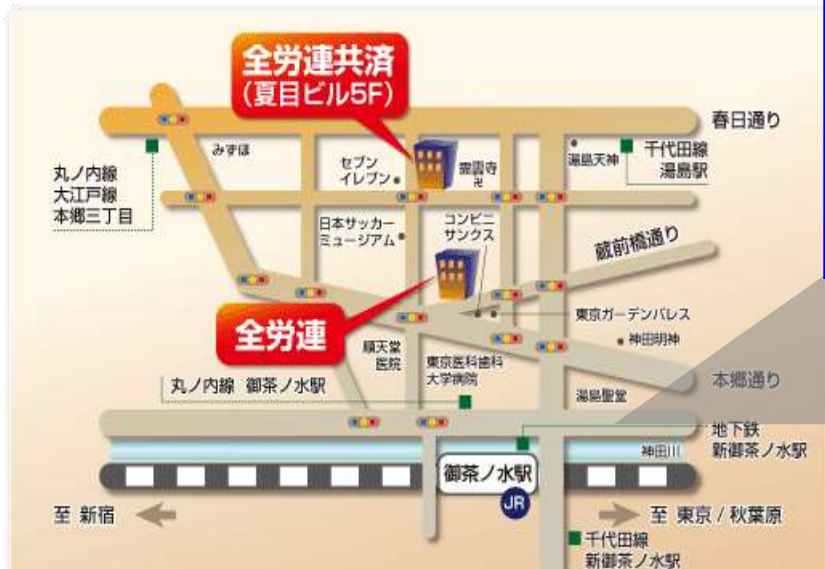 全労連共済
(夏目ビル5F)
春日通り
みずほ
丸ノ内線
大江戸線
本郷三丁目
セブン
イレブン
霊雲寺
卍
湯島天神
千代田線
湯島駅
日本サッカー
ミュージアム
コンビニ
サンクス
蔵前橋通り
全労連
東京ガーデンパレス
神田明神
順天堂
医院
東京医科歯科
大学病院
丸ノ内線 御茶ノ水駅
本郷通り
湯島聖堂
地下鉄
新御茶ノ水駅
神田川
御茶ノ水駅
JR
至 新宿
至 東京/秋葉原
千代田線
新御茶ノ水駅